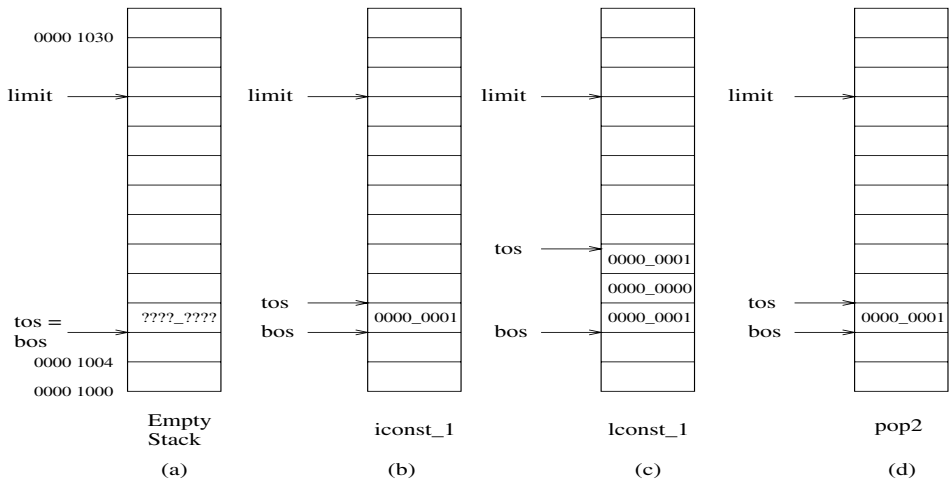 0000 1030
limit
tos =
bos
????_????
0000 1004
0000 1000
Empty
Stack
(a)
limit
tos
bos
0000_0001
iconst_1
(b)
limit
tos
0000_0001
0000_0000
bos
0000_0001
lconst_1
(c)
limit
tos
bos
0000_0001
pop2
(d)